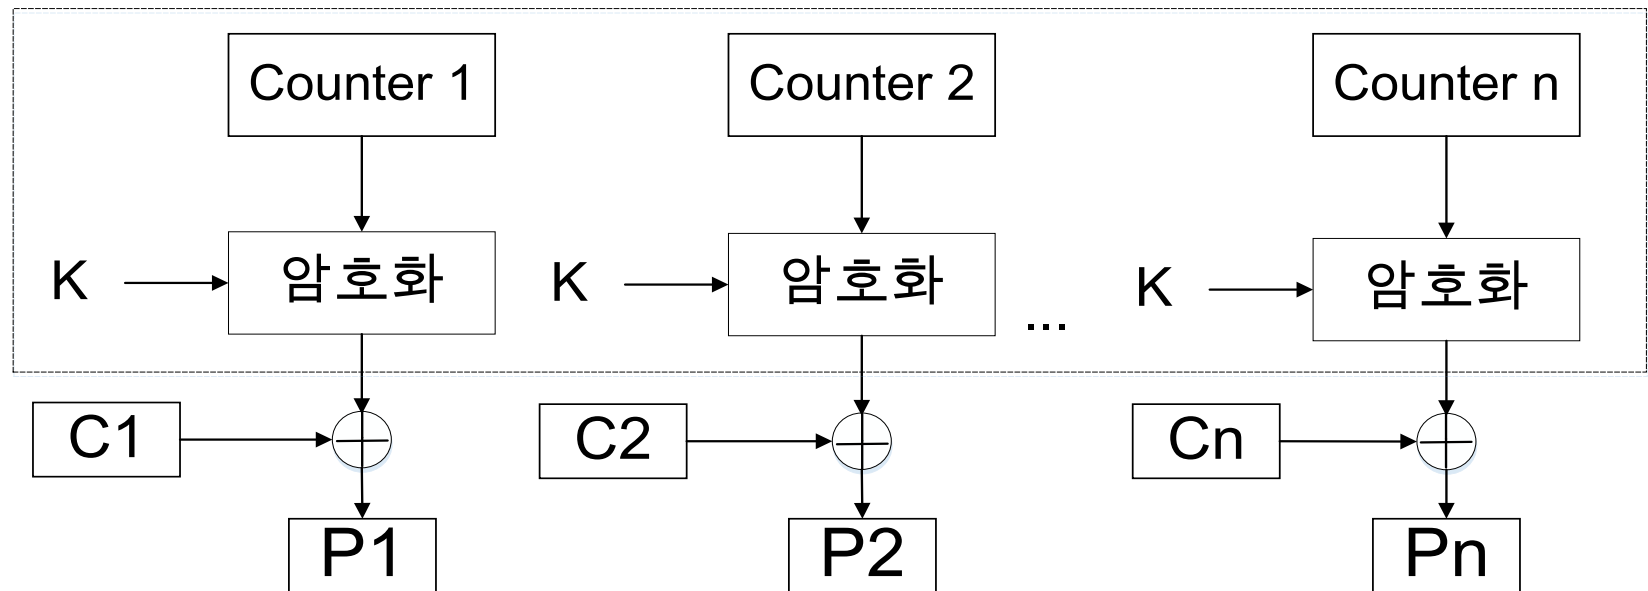 Counter 1 Counter 2 Counter n
K 암호화 K 암호화 ... K 암호화
C1 C2 Cn
P1 P2 Pn